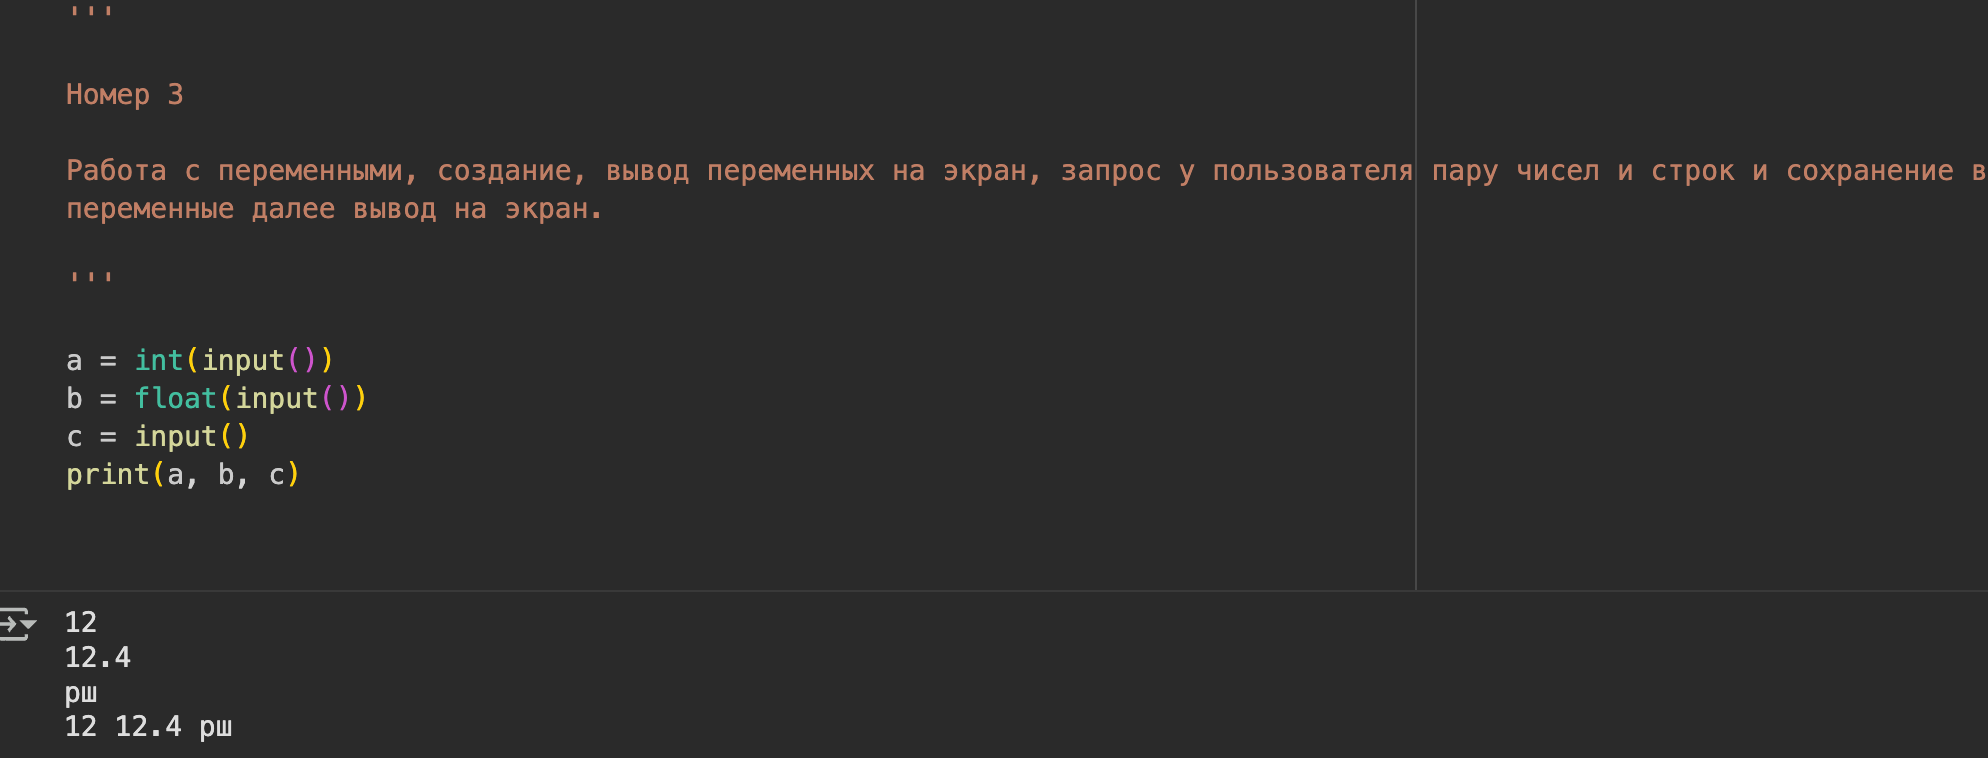 '''
Номер 3
Работа с переменными, создание, вывод переменных на экран, запрос у пользователя пару чисел и строк и сохранение в
переменные далее вывод на экран.
'''
a = int(input())
b = float(input())
c = input()
print(a, b, c)
12
12.4
рш
12 12.4 рш